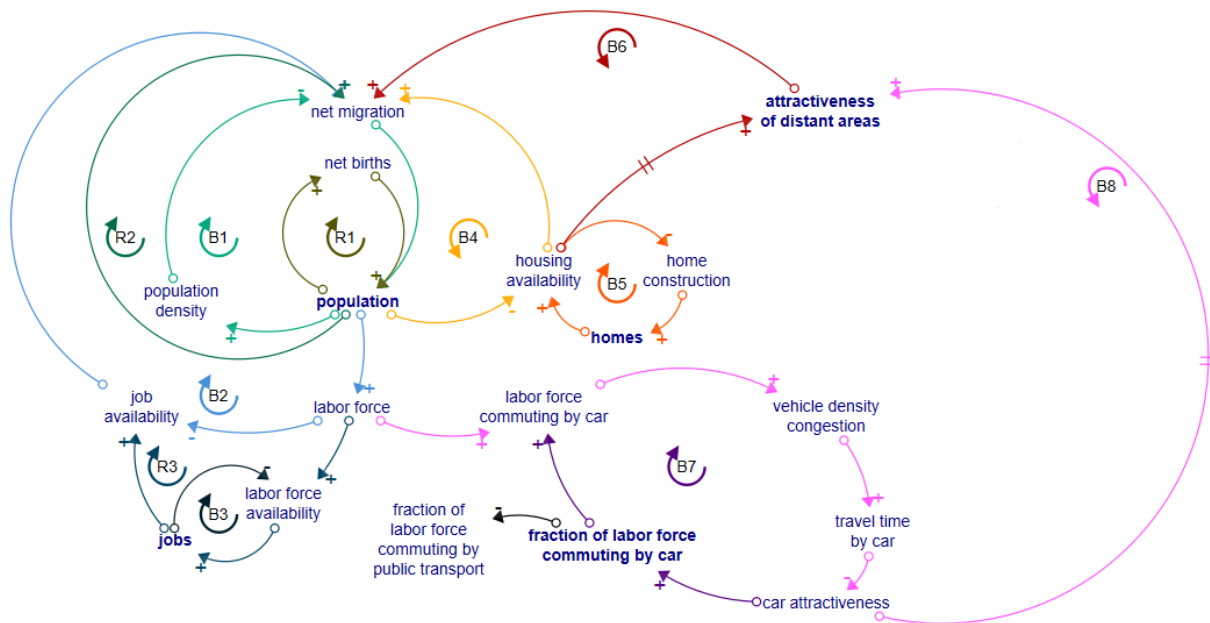 B6
+
+
+
-
+
+
net migration
attractiveness
of distant areas
+
net births
+
B8
R2
B1
R1
B4
-
housing
availability
home
construction
B5
+
population
density
population
-
+
+
homes
+
+
job
availability
B2
+
labor force
-
labor force
commuting by car
+
+
vehicle density
congestion
+
+
R3
-
B7
+
labor force
availability
+
B3
jobs
fraction of
labor force
commuting by
public transport
-
fraction of labor force
commuting by car
travel time
by car
+
+
-
car attractiveness